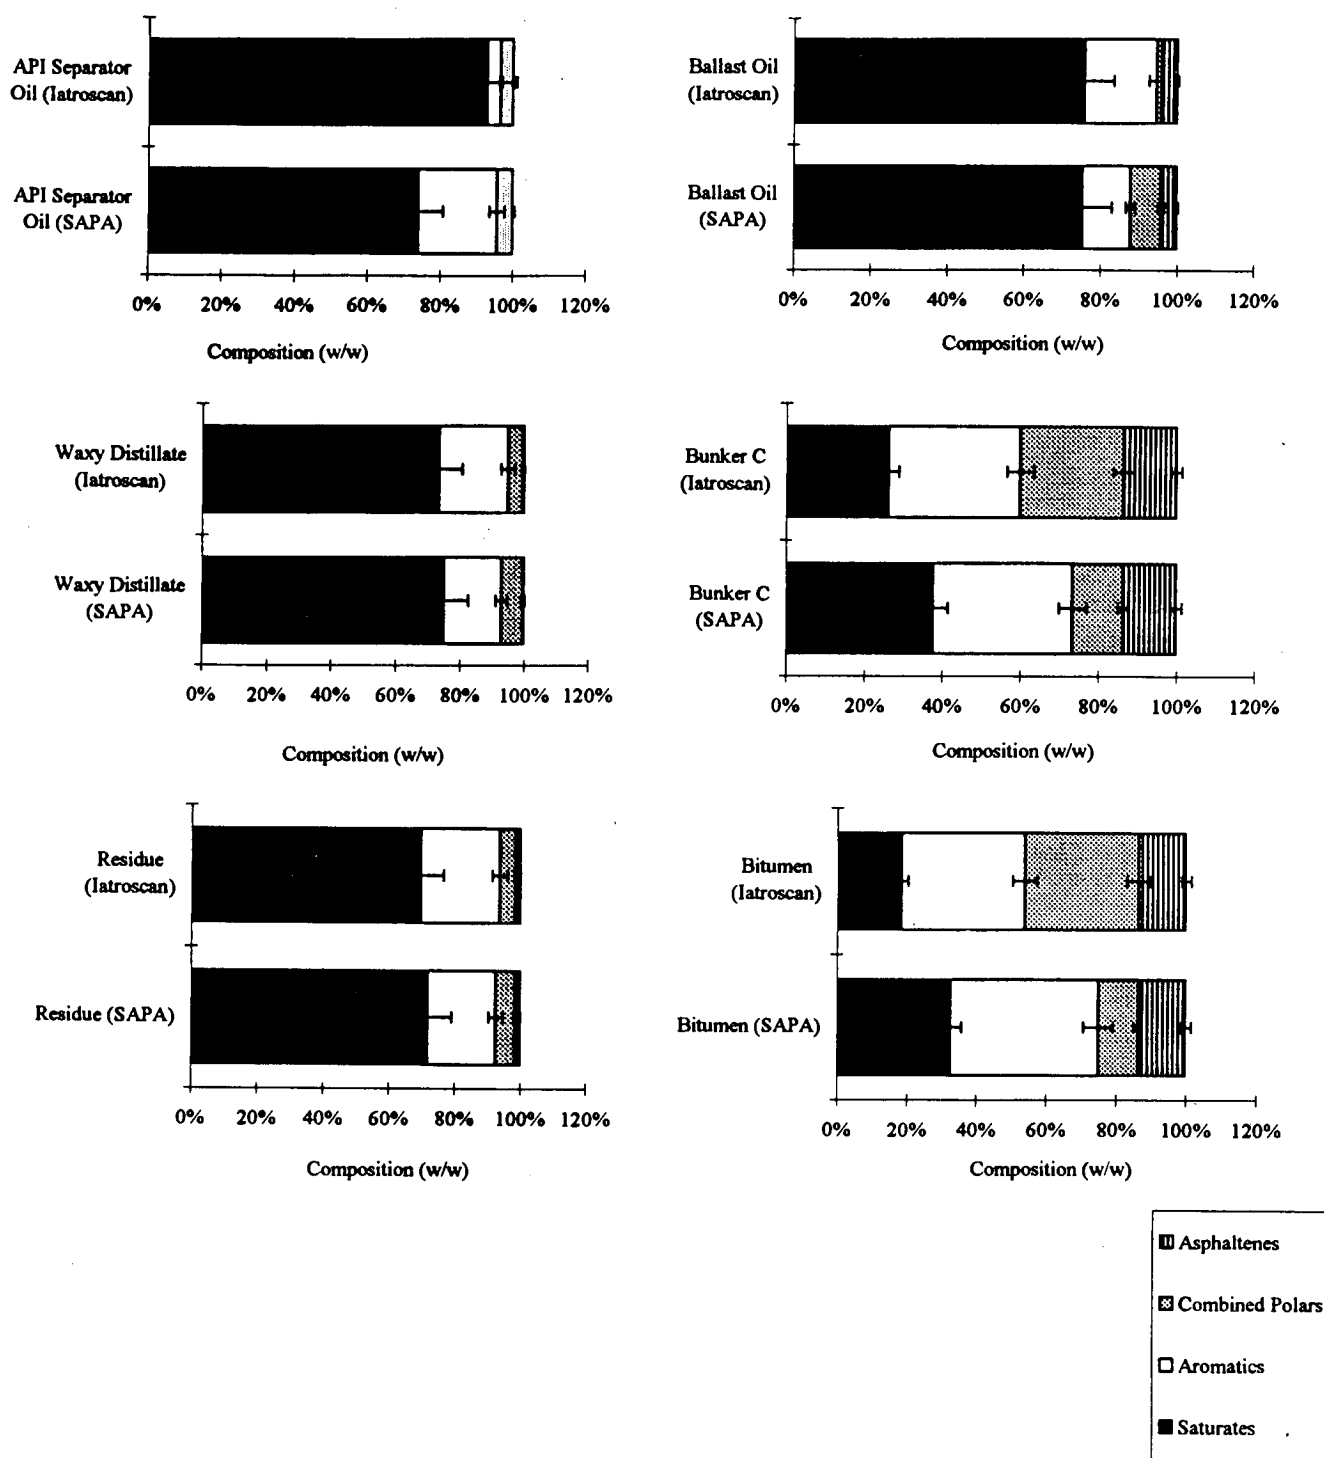 API Separator
Oil (Iatroscan)
API Separator
Oil (SAPA)
0% 20% 40% 60% 80% 100% 120%
Composition (w/w)
Ballast Oil
(Iatroscan)
Ballast Oil
(SAPA)
0% 20% 40% 60% 80% 100% 120%
Composition (w/w)
Waxy Distillate
(Iatroscan)
Waxy Distillate
(SAPA)
0% 20% 40% 60% 80% 100% 120%
Composition (w/w)
Bunker C
(Iatroscan)
Bunker C
(SAPA)
0% 20% 40% 60% 80% 100% 120%
Composition (w/w)
Residue
(Iatroscan)
Residue (SAPA)
0% 20% 40% 60% 80% 100% 120%
Composition (w/w)
Bitumen
(Iatroscan)
Bitumen (SAPA)
0% 20% 40% 60% 80% 100% 120%
Composition (w/w)
Asphaltenes
Combined Polars
Aromatics
Saturates